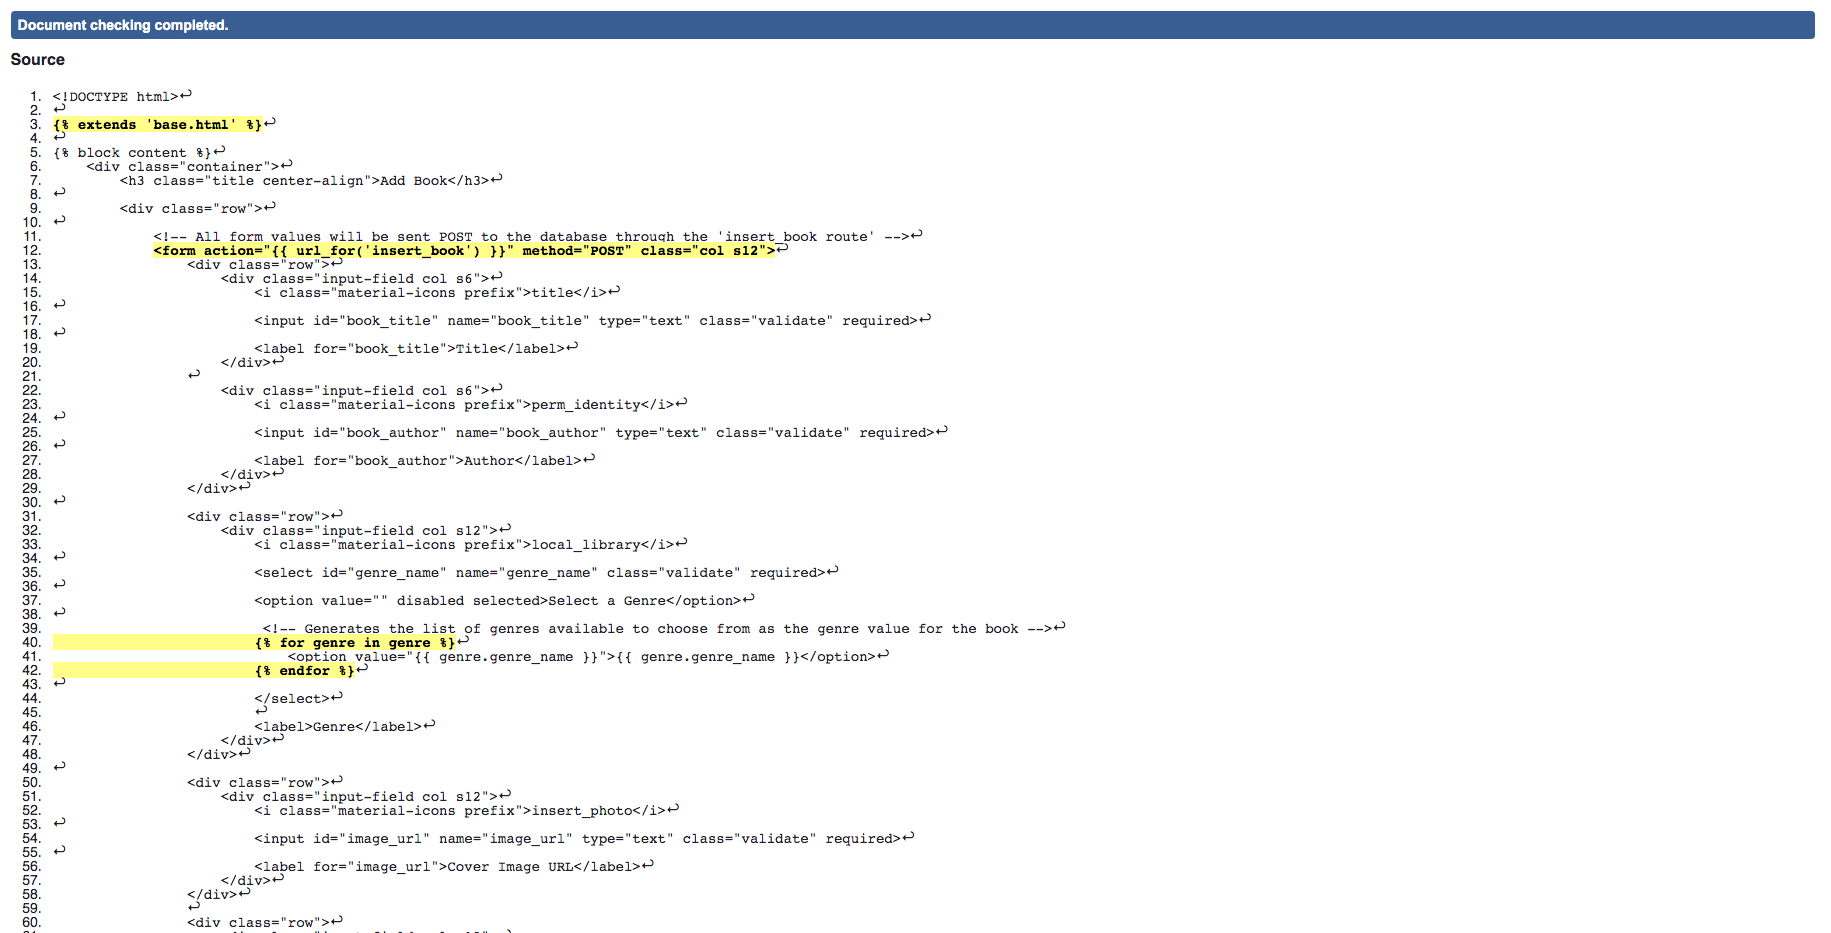 Document checking completed.
Source
1. <!DOCTYPE html>↩
2. ↩
3. {% extends 'base.html' %}↩
4. ↩
5. {% block content %}↩
6.     <div class="container">↩
7.         <h3 class="title center-align">Add Book</h3>↩
8. ↩
9.         <div class="row">↩
10. ↩
11.             <!-- All form values will be sent POST to the database through the 'insert_book route' -->↩
12.             <form action="{{ url_for('insert_book') }}" method="POST" class="col s12">↩
13.                 <div class="row">↩
14.                     <div class="input-field col s6">↩
15.                         <i class="material-icons prefix">title</i>↩
16. ↩
17.                         <input id="book_title" name="book_title" type="text" class="validate" required>↩
18. ↩
19.                         <label for="book_title">Title</label>↩
20.                     </div>↩
21.                 ↩
22.                     <div class="input-field col s6">↩
23.                         <i class="material-icons prefix">perm_identity</i>↩
24. ↩
25.                         <input id="book_author" name="book_author" type="text" class="validate" required>↩
26. ↩
27.                         <label for="book_author">Author</label>↩
28.                     </div>↩
29.                 </div>↩
30. ↩
31.                 <div class="row">↩
32.                     <div class="input-field col s12">↩
33.                         <i class="material-icons prefix">local_library</i>↩
34. ↩
35.                         <select id="genre_name" name="genre_name" class="validate" required>↩
36. ↩
37.                         <option value="" disabled selected>Select a Genre</option>↩
38. ↩
39.                          <!-- Generates the list of genres available to choose from as the genre value for the book -->↩
40.                         {% for genre in genre %}↩
41.                             <option value="{{ genre.genre_name }}">{{ genre.genre_name }}</option>↩
42.                         {% endfor %}↩
43. ↩
44.                         </select>↩
45.                         ↩
46.                         <label>Genre</label>↩
47.                     </div>↩
48.                 </div>↩
49. ↩
50.                 <div class="row">↩
51.                     <div class="input-field col s12">↩
52.                         <i class="material-icons prefix">insert_photo</i>↩
53. ↩
54.                         <input id="image_url" name="image_url" type="text" class="validate" required>↩
55. ↩
56.                         <label for="image_url">Cover Image URL</label>↩
57.                     </div>↩
58.                 </div>↩
59.                 ↩
60.                 <div class="row">↩